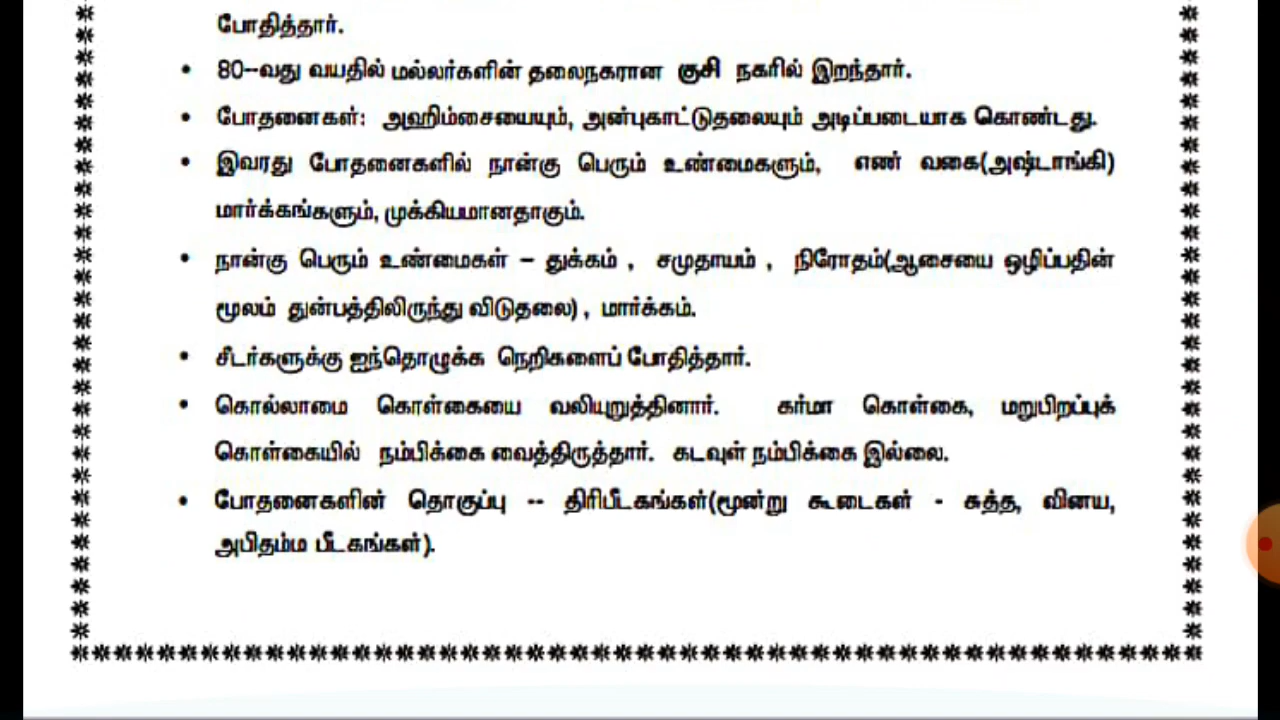 போதித்தார்.
• 80--வது வயதில் மல்லர்களின் தலைநகரான குசி நகரில் இறந்தார்.
• போதனைகள்: அஹிம்சையையும், அன்புகாட்டுதலையும் அடிப்படையாக கொண்டது.
• இவரது போதனைகளில் நான்கு பெரும் உண்மைகளும், எண் வகை(அஷ்டாங்கி)
மார்க்கங்களும், முக்கியமானதாகும்.
• நான்கு பெரும் உண்மைகள் – துக்கம் , சமுதாயம் , நிரோதம்(ஆசையை ஒழிப்பதின்
மூலம் துன்பத்திலிருந்து விடுதலை) , மார்க்கம்.
• சீடர்களுக்கு ஐந்தொழுக்க நெறிகளைப் போதித்தார்.
• கொல்லாமை கொள்கையை வலியுறுத்தினார். கர்மா கொள்கை, மறுபிறப்புக்
கொள்கையில் நம்பிக்கை வைத்திருத்தார். கடவுள் நம்பிக்கை இல்லை.
• போதனைகளின் தொகுப்பு -- திரிபீடகங்கள்(மூன்று கூடைகள் - சுத்த, வினய,
அபிதம்ம பீடகங்கள்).